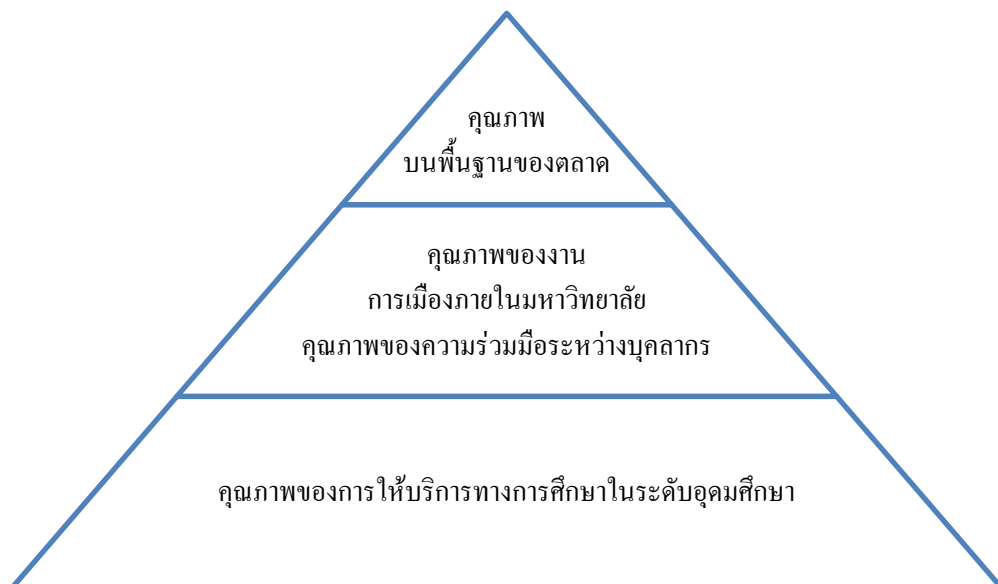 คุณภาพ
บนพื้นฐานของตลาด
คุณภาพของงาน
การเมืองภายในมหาวิทยาลัย
คุณภาพของความร่วมมือระหว่างบุคลากร
คุณภาพของการให้บริการทางการศึกษาในระดับอุดมศึกษา